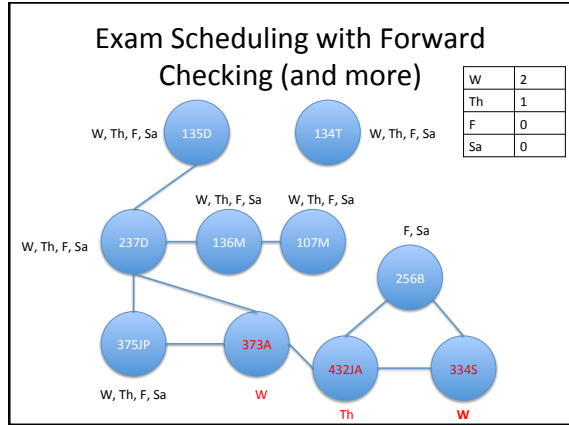 Exam Scheduling with Forward
Checking (and more)
W 2
Th 1
F 0
Sa 0
W, Th, F, Sa
135D
134T
W, Th, F, Sa
W, Th, F, Sa
W, Th, F, Sa
W, Th, F, Sa
237D
136M
107M
F, Sa
256B
375JP
373A
432JA
334S
W, Th, F, Sa
W
Th
W